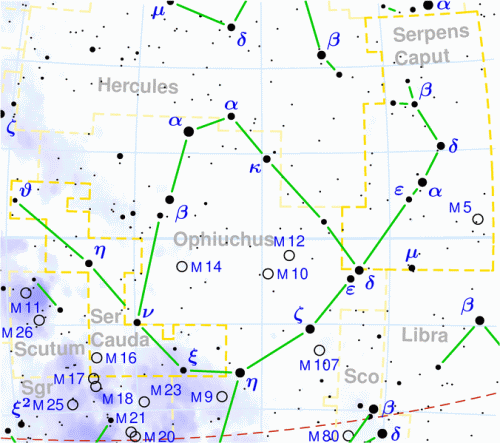 μ
δ
α
β
Serpens
Caput
Hercules
β
α
α
ζ
κ
δ
ε
α
ϑ
β
M5
Ophiuchus
M12
η
M14
M10
μ
ε
δ
M11
ν
ζ
β
M26
Ser
Cauda
Libra
Scutum
M16
ξ
M107
M17
η
Sco
Sgr
M18
M23
M9
ξ²
M25
β
M21
M20
M80
δ